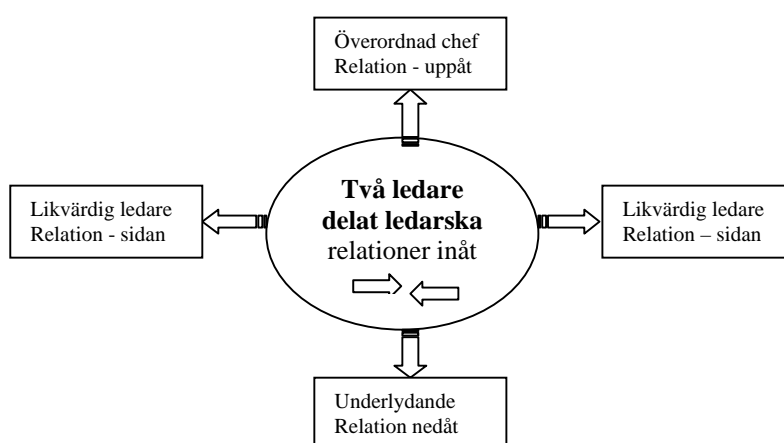 Överordnad chef
Relation - uppåt
Likvärdig ledare
Relation - sidan
Två ledare
delat ledarska
relationer inåt
Likvärdig ledare
Relation – sidan
Underlydande
Relation nedåt